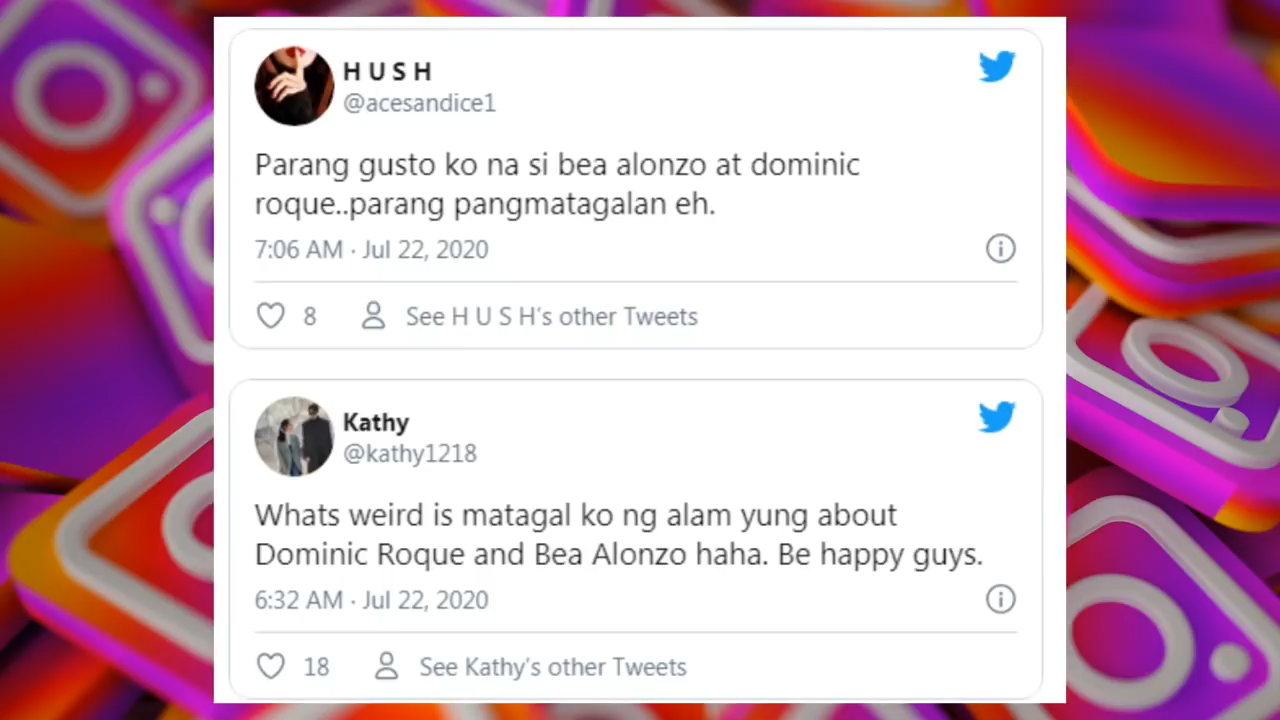 H U S H
@acesandice1
Parang gusto ko na si bea alonzo at dominic
roque..parang pangmatagalan eh.
7:06 AM · Jul 22, 2020
8 See H U S H's other Tweets
Kathy
@kathy1218
Whats weird is matagal ko ng alam yung about
Dominic Roque and Bea Alonzo haha. Be happy guys.
6:32 AM · Jul 22, 2020
18 See Kathy's other Tweets